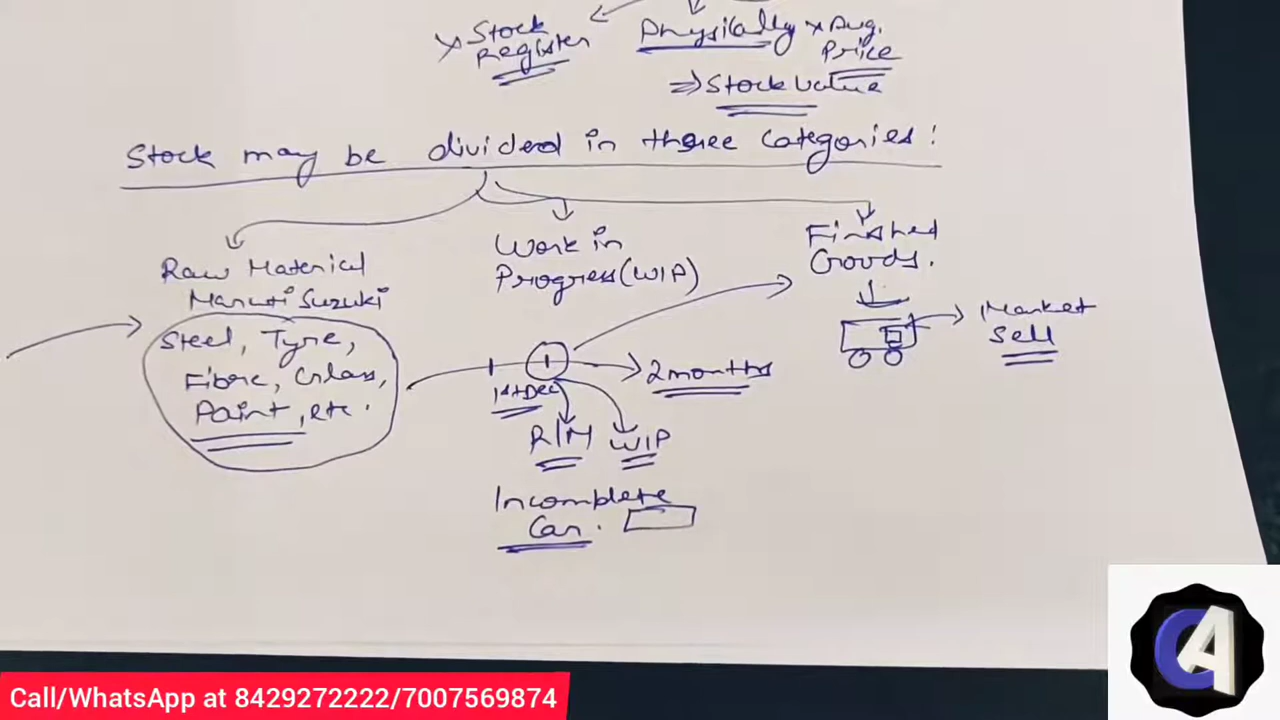 Stock
Register
Physically × Avg.
Price
⇒ Stock Value
Stock may be divided in three categories:
Raw Material
Maruti Suzuki
Steel, Tyre,
Fibre, Glass,
Paint, etc.
Work in
Progress (WIP)
1st Dec
2 months
R/M
WIP
Incomplete
Car.
Finished
Goods.
Market
Sell
Call/WhatsApp at 8429272222/7007569874
CA